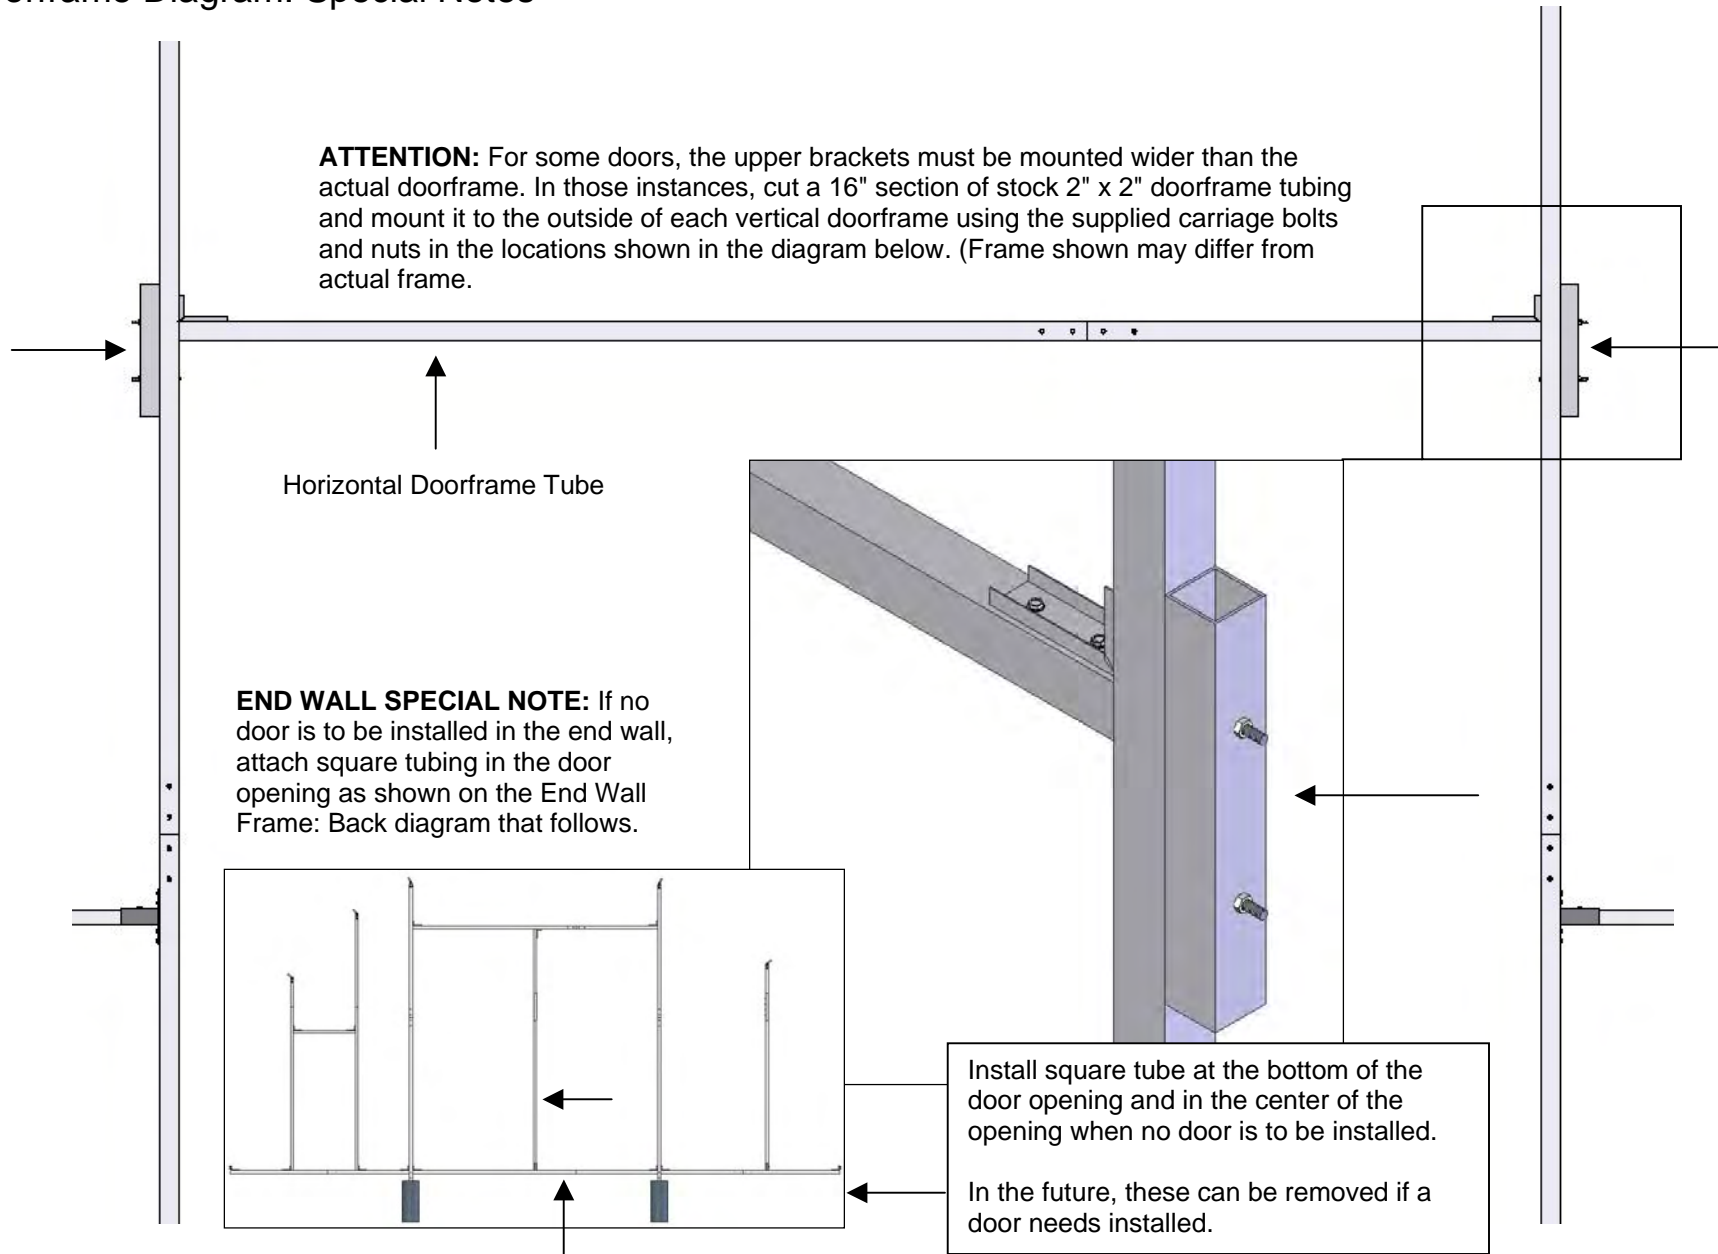 Diagram: Special Notes
ATTENTION: For some doors, the upper brackets must be mounted wider than the
actual doorframe. In those instances, cut a 16" section of stock 2" x 2" doorframe tubing
and mount it to the outside of each vertical doorframe using the supplied carriage bolts
and nuts in the locations shown in the diagram below. (Frame shown may differ from
actual frame.
Horizontal Doorframe Tube
END WALL SPECIAL NOTE: If no
door is to be installed in the end wall,
attach square tubing in the door
opening as shown on the End Wall
Frame: Back diagram that follows.
Install square tube at the bottom of the
door opening and in the center of the
opening when no door is to be installed.
In the future, these can be removed if a
door needs installed.